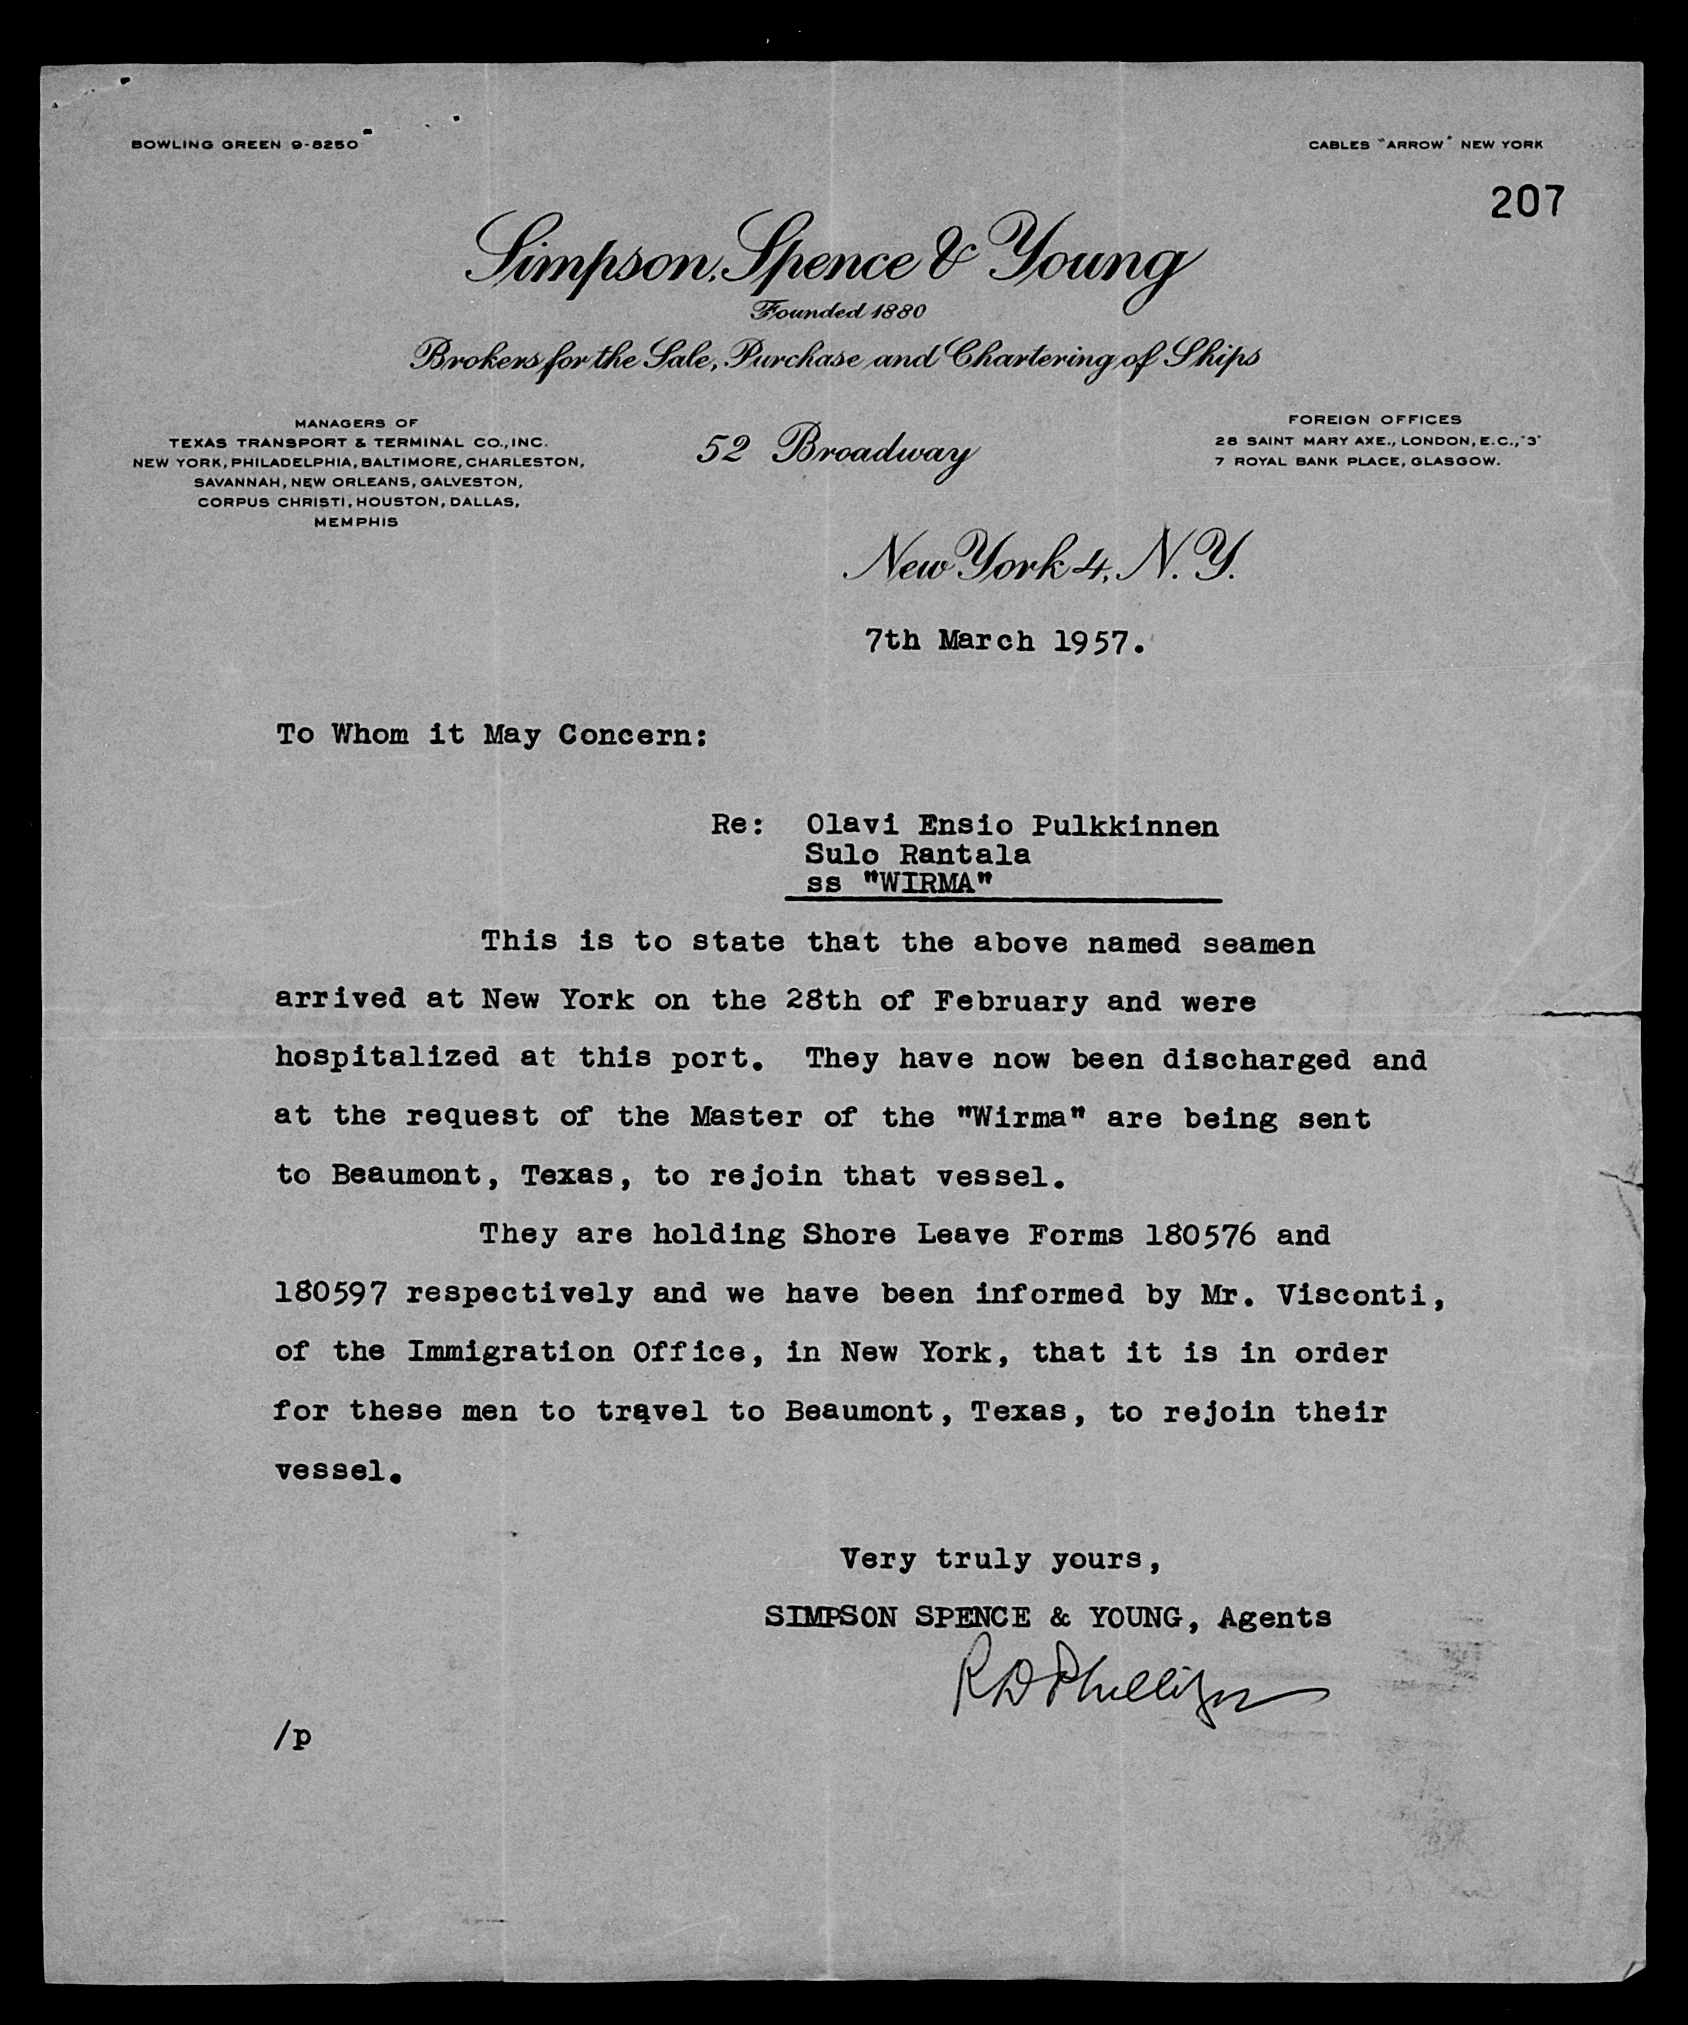 BOWLING GREEN 9-8250
CABLES "ARROW" NEW YORK
207
Simpson, Spence & Young
Founded 1880
Brokers for the Sale, Purchase and Chartering of Ships
MANAGERS OF
TEXAS TRANSPORT & TERMINAL CO., INC.
NEW YORK, PHILADELPHIA, BALTIMORE, CHARLESTON,
SAVANNAH, NEW ORLEANS, GALVESTON,
CORPUS CHRISTI, HOUSTON, DALLAS,
MEMPHIS
52 Broadway
FOREIGN OFFICES
28 SAINT MARY AXE., LONDON, E.C., "3"
7 ROYAL BANK PLACE, GLASGOW.
New York 4, N.Y.
7th March 1957.
To Whom it May Concern:
Re: Olavi Ensio Pulkkinnen
Sulo Rantala
ss "WIRMA"
This is to state that the above named seamen
arrived at New York on the 28th of February and were
hospitalized at this port. They have now been discharged and
at the request of the Master of the "Wirma" are being sent
to Beaumont, Texas, to rejoin that vessel.
They are holding Shore Leave Forms 180576 and
180597 respectively and we have been informed by Mr. Visconti,
of the Immigration Office, in New York, that it is in order
for these men to travel to Beaumont, Texas, to rejoin their
vessel.
Very truly yours,
SIMPSON SPENCE & YOUNG, Agents
R D Phillips
/p